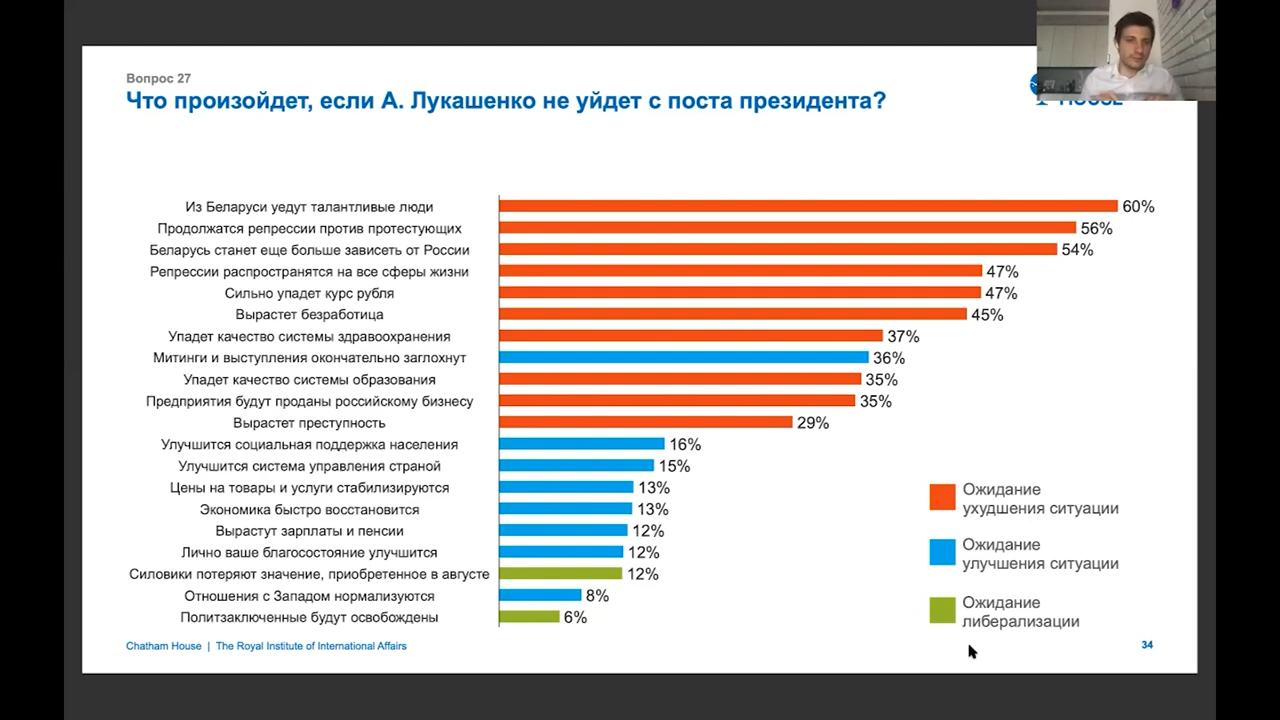 Вопрос 27
Что произойдет, если А. Лукашенко не уйдет с поста президента?
Из Беларуси уедут талантливые люди 60%
Продолжатся репрессии против протестующих 56%
Беларусь станет еще больше зависеть от России 54%
Репрессии распространятся на все сферы жизни 47%
Сильно упадет курс рубля 47%
Вырастет безработица 45%
Упадет качество системы здравоохранения 37%
Митинги и выступления окончательно заглохнут 36%
Упадет качество системы образования 35%
Предприятия будут проданы российскому бизнесу 35%
Вырастет преступность 29%
Улучшится социальная поддержка населения 16%
Улучшится система управления страной 15%
Цены на товары и услуги стабилизируются 13%
Экономика быстро восстановится 13%
Вырастут зарплаты и пенсии 12%
Лично ваше благосостояние улучшится 12%
Силовики потеряют значение, приобретенное в августе 12%
Отношения с Западом нормализуются 8%
Политзаключенные будут освобождены 6%
Ожидание
ухудшения ситуации
Ожидание
улучшения ситуации
Ожидание
либерализации
Chatham House | The Royal Institute of International Affairs
34